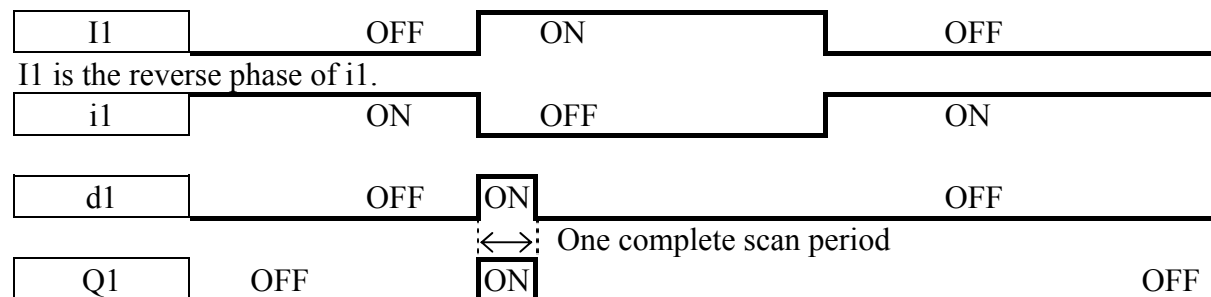 I1 OFF ON OFF
I1 is the reverse phase of i1.
i1 ON OFF ON
d1 OFF ON OFF
One complete scan period
Q1 OFF ON OFF